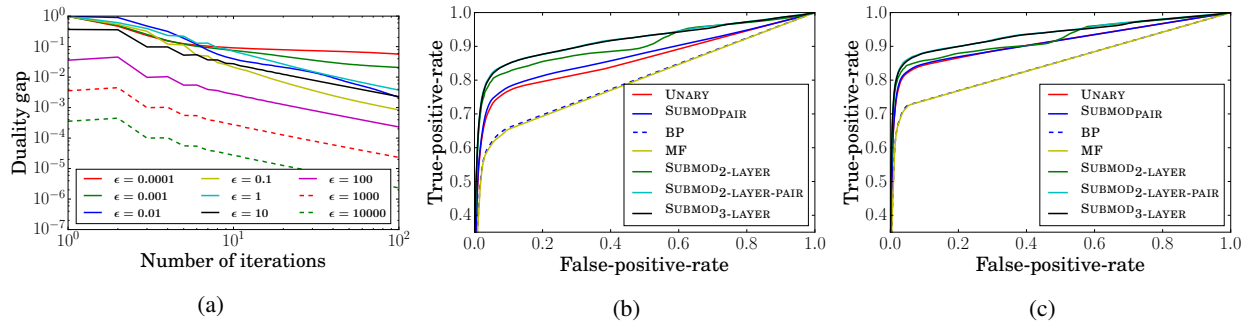 10⁰
10⁻¹
10⁻²
10⁻³
10⁻⁴
10⁻⁵
10⁻⁶
10⁻⁷
10⁰
10¹
10²
Duality gap
Number of iterations
ϵ = 0.0001
ϵ = 0.001
ϵ = 0.01
ϵ = 0.1
ϵ = 1
ϵ = 10
ϵ = 100
ϵ = 1000
ϵ = 10000
(a)
1.0
0.9
0.8
0.7
0.6
0.5
0.4
0.0
0.2
0.4
0.6
0.8
1.0
True-positive-rate
False-positive-rate
UNARY
SUBMODPAIR
BP
MF
SUBMOD2-LAYER
SUBMOD2-LAYER-PAIR
SUBMOD3-LAYER
(b)
1.0
0.9
0.8
0.7
0.6
0.5
0.4
0.0
0.2
0.4
0.6
0.8
1.0
True-positive-rate
False-positive-rate
UNARY
SUBMODPAIR
BP
MF
SUBMOD2-LAYER
SUBMOD2-LAYER-PAIR
SUBMOD3-LAYER
(c)